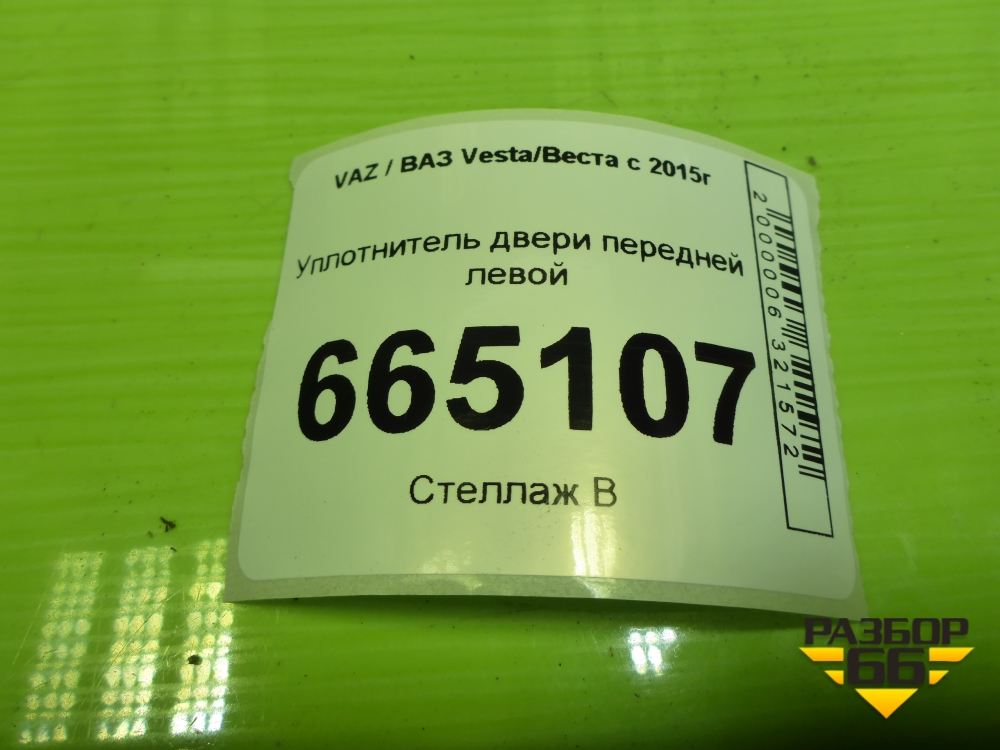 VAZ / ВАЗ Vesta/Веста с 2015г
Уплотнитель двери передней
левой
665107
Стеллаж В
2000006321572
РАЗБОР
66